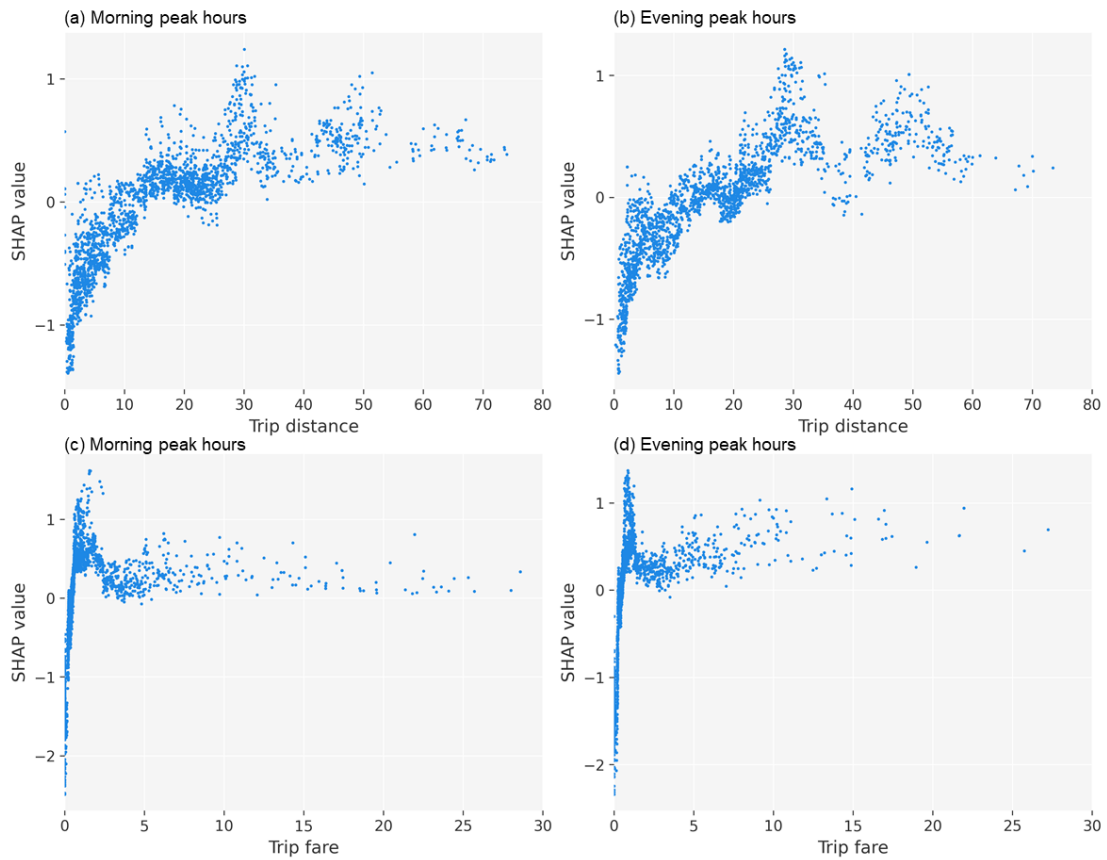 (a) Morning peak hours
(b) Evening peak hours
SHAP value
1
0
−1
0 10 20 30 40 50 60 70 80
Trip distance
SHAP value
1
0
−1
0 10 20 30 40 50 60 70 80
Trip distance
(c) Morning peak hours
(d) Evening peak hours
SHAP value
1
0
−1
−2
0 5 10 15 20 25 30
Trip fare
SHAP value
1
0
−1
−2
0 5 10 15 20 25 30
Trip fare